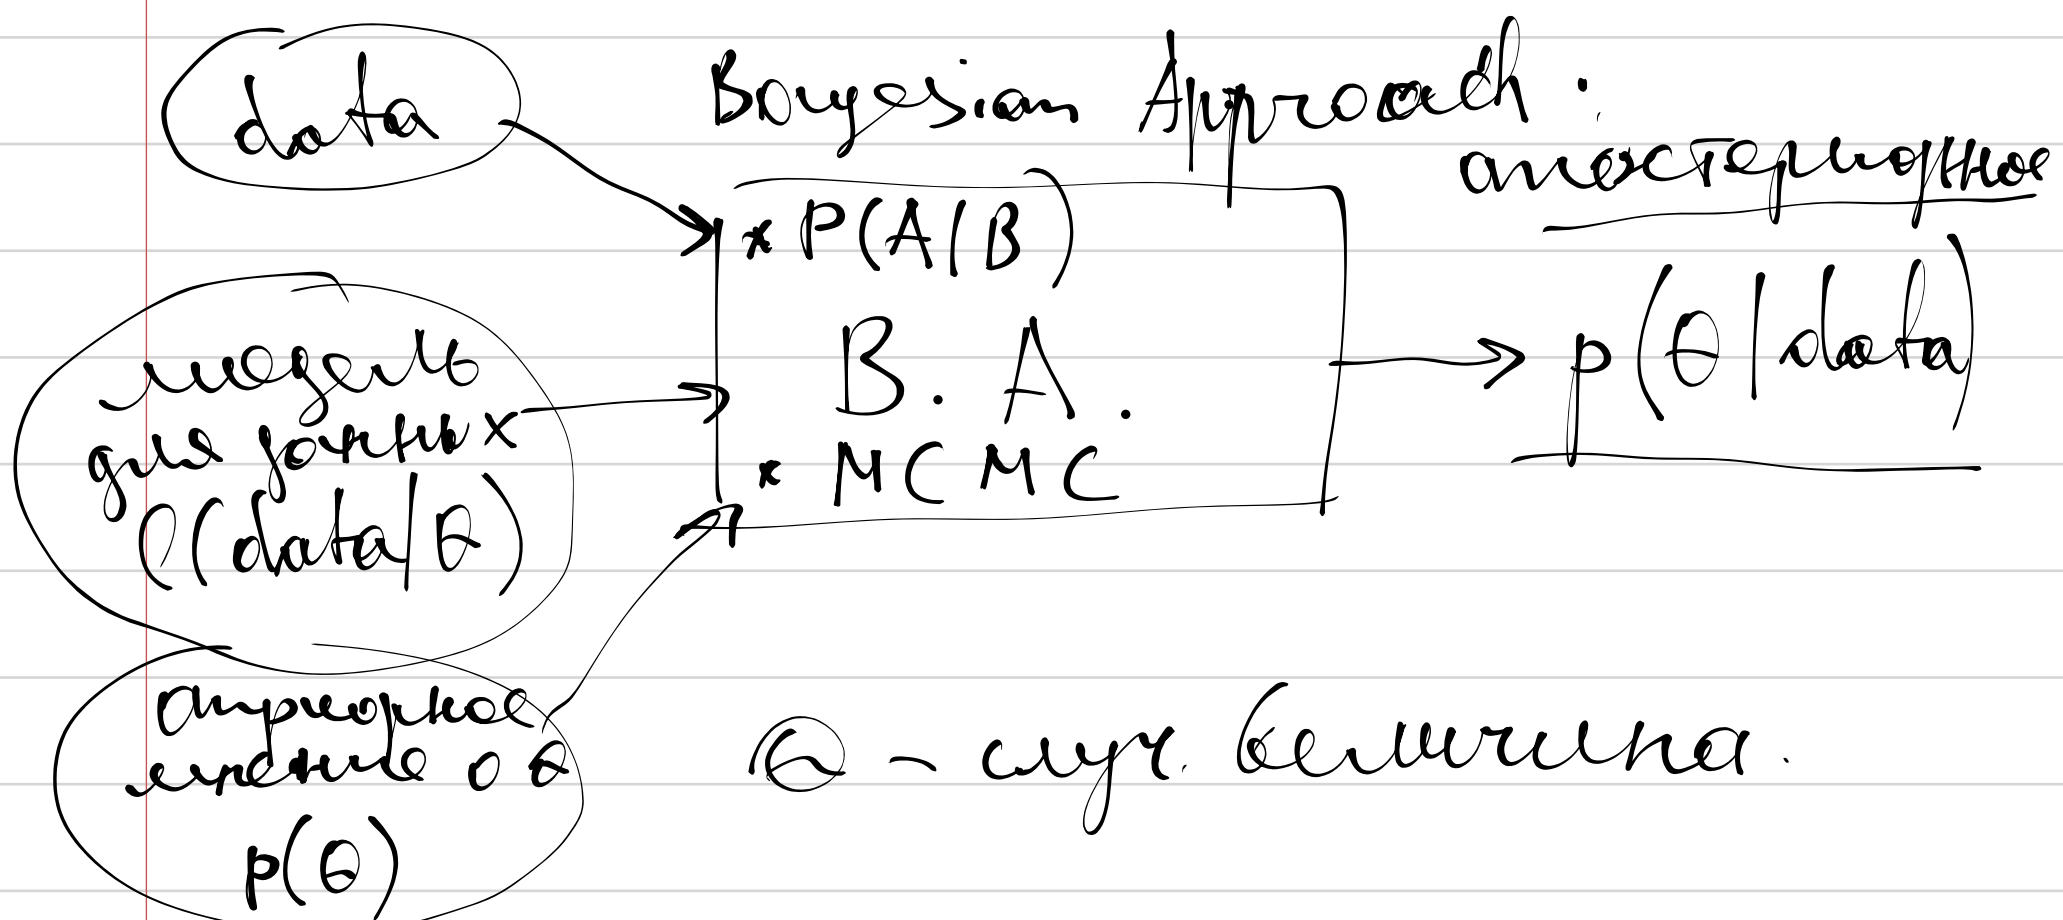 data
Bayesian Approach.
апостериорное
* P(A|B)
B. A.
* MCMC
p(θ|data)
модель
для данных
ℓ(data|θ)
априорное
мнение о θ
p(θ)
θ - случ. величина.